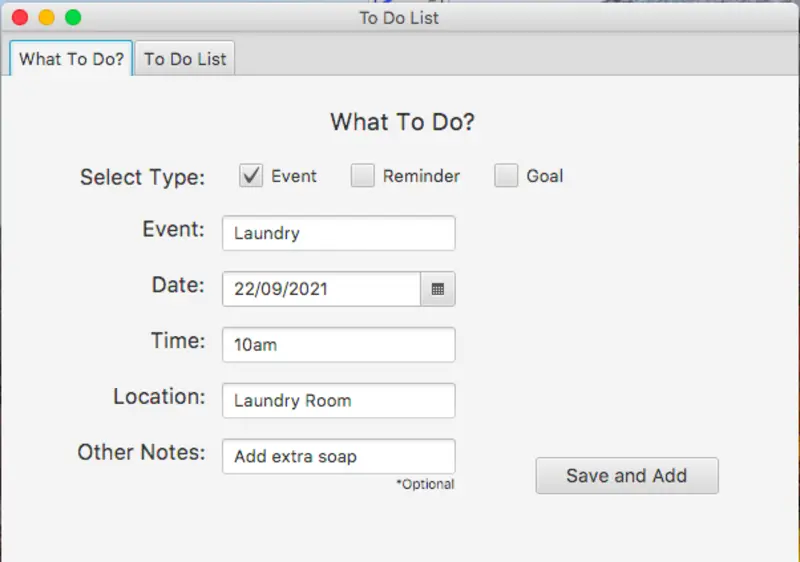 To Do List
What To Do? To Do List
What To Do?
Select Type: Event Reminder Goal
Event: Laundry
Date: 22/09/2021
Time: 10am
Location: Laundry Room
Other Notes: Add extra soap
*Optional
Save and Add